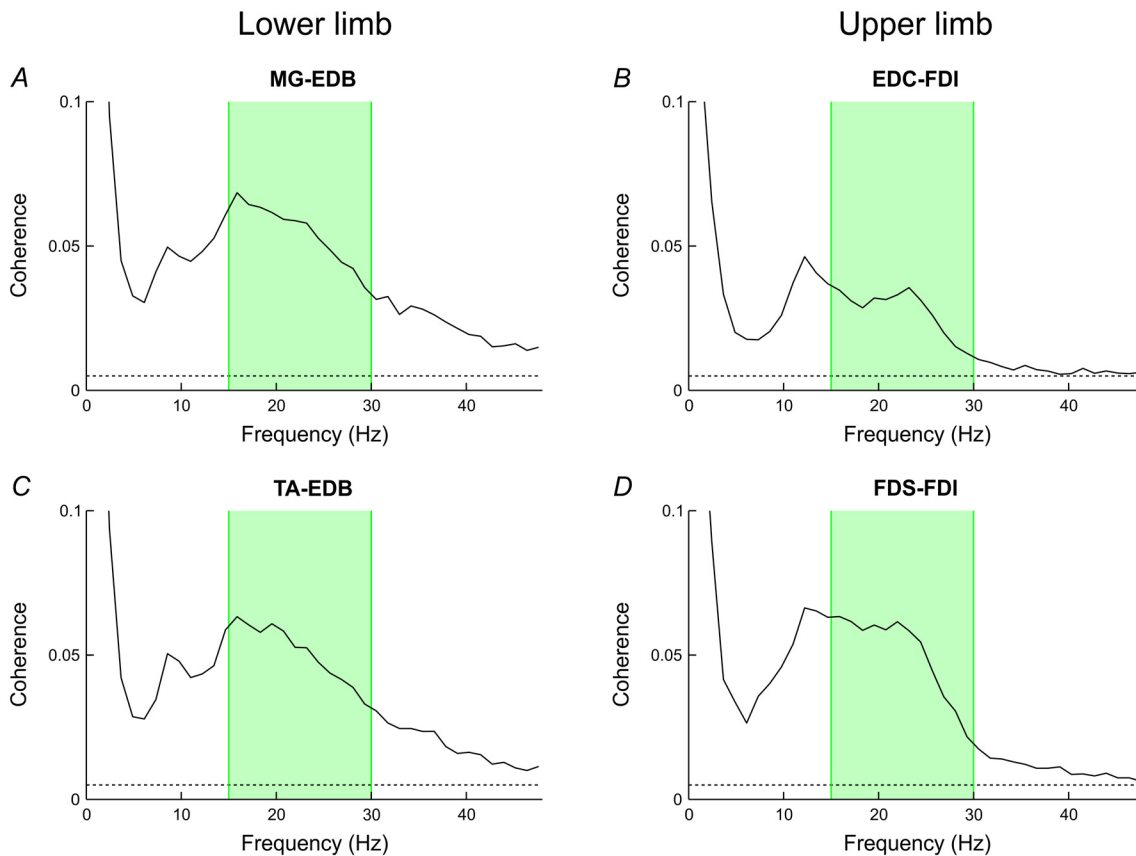 Lower limb
Upper limb
A
MG-EDB
0.1
0.05
0
Coherence
0 10 20 30 40
Frequency (Hz)
B
EDC-FDI
0.1
0.05
0
Coherence
0 10 20 30 40
Frequency (Hz)
C
TA-EDB
0.1
0.05
0
Coherence
0 10 20 30 40
Frequency (Hz)
D
FDS-FDI
0.1
0.05
0
Coherence
0 10 20 30 40
Frequency (Hz)